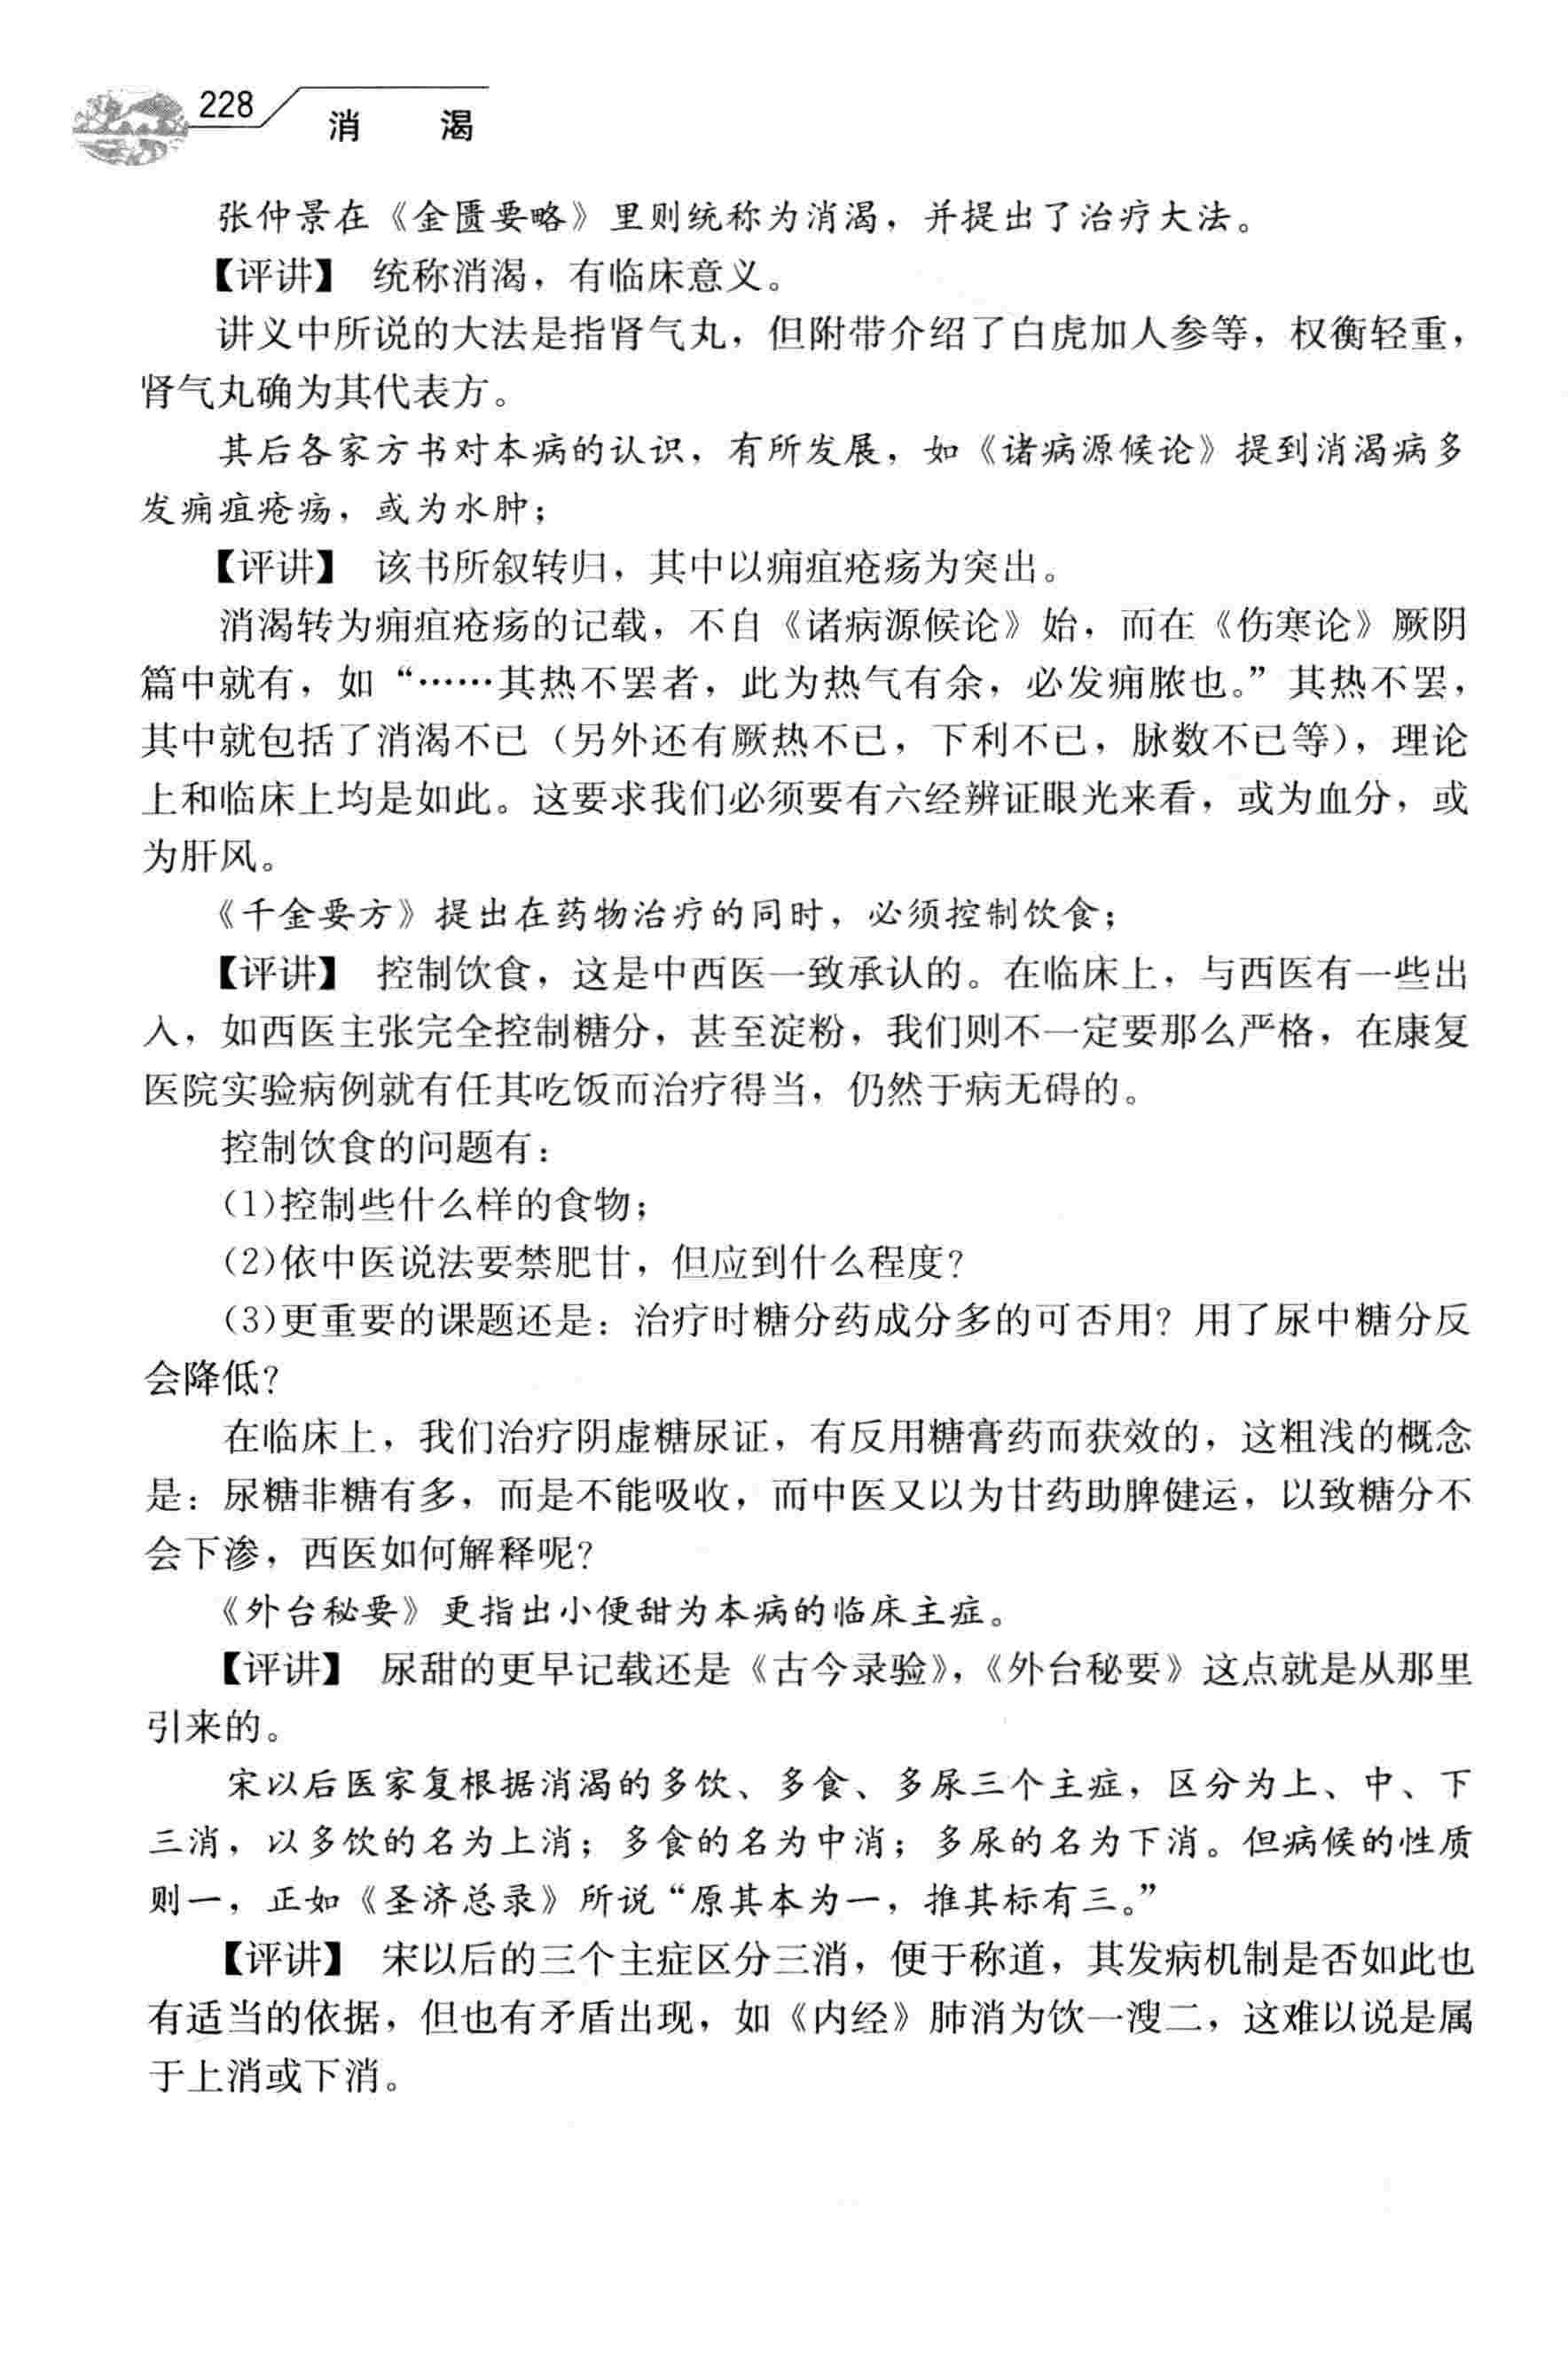 228
消 渴
张仲景在《金匮要略》里则统称为消渴，并提出了治疗大法。
【评讲】 统称消渴，有临床意义。
讲义中所说的大法是指肾气丸，但附带介绍了白虎加人参等，权衡轻重，
肾气丸确为其代表方。
其后各家方书对本病的认识，有所发展，如《诸病源候论》提到消渴病多
发痈疽疮疡，或为水肿；
【评讲】 该书所叙转归，其中以痈疽疮疡为突出。
消渴转为痈疽疮疡的记载，不自《诸病源候论》始，而在《伤寒论》厥阴
篇中就有，如“……其热不罢者，此为热气有余，必发痈脓也。”其热不罢，
其中就包括了消渴不已（另外还有厥热不已，下利不已，脉数不已等），理论
上和临床上均是如此。这要求我们必须要有六经辨证眼光来看，或为血分，或
为肝风。
《千金要方》提出在药物治疗的同时，必须控制饮食；
【评讲】 控制饮食，这是中西医一致承认的。在临床上，与西医有一些出
入，如西医主张完全控制糖分，甚至淀粉，我们则不一定要那么严格，在康复
医院实验病例就有任其吃饭而治疗得当，仍然于病无碍的。
控制饮食的问题有：
(1)控制些什么样的食物；
(2)依中医说法要禁肥甘，但应到什么程度？
(3)更重要的课题还是：治疗时糖分药成分多的可否用？用了尿中糖分反
会降低？
在临床上，我们治疗阴虚糖尿证，有反用糖膏药而获效的，这粗浅的概念
是：尿糖非糖有多，而是不能吸收，而中医又以为甘药助脾健运，以致糖分不
会下渗，西医如何解释呢？
《外台秘要》更指出小便甜为本病的临床主症。
【评讲】 尿甜的更早记载还是《古今录验》，《外台秘要》这点就是从那里
引来的。
宋以后医家复根据消渴的多饮、多食、多尿三个主症，区分为上、中、下
三消，以多饮的名为上消；多食的名为中消；多尿的名为下消。但病候的性质
则一，正如《圣济总录》所说“原其本为一，推其标有三。”
【评讲】 宋以后的三个主症区分三消，便于称道，其发病机制是否如此也
有适当的依据，但也有矛盾出现，如《内经》肺消为饮一溲二，这难以说是属
于上消或下消。